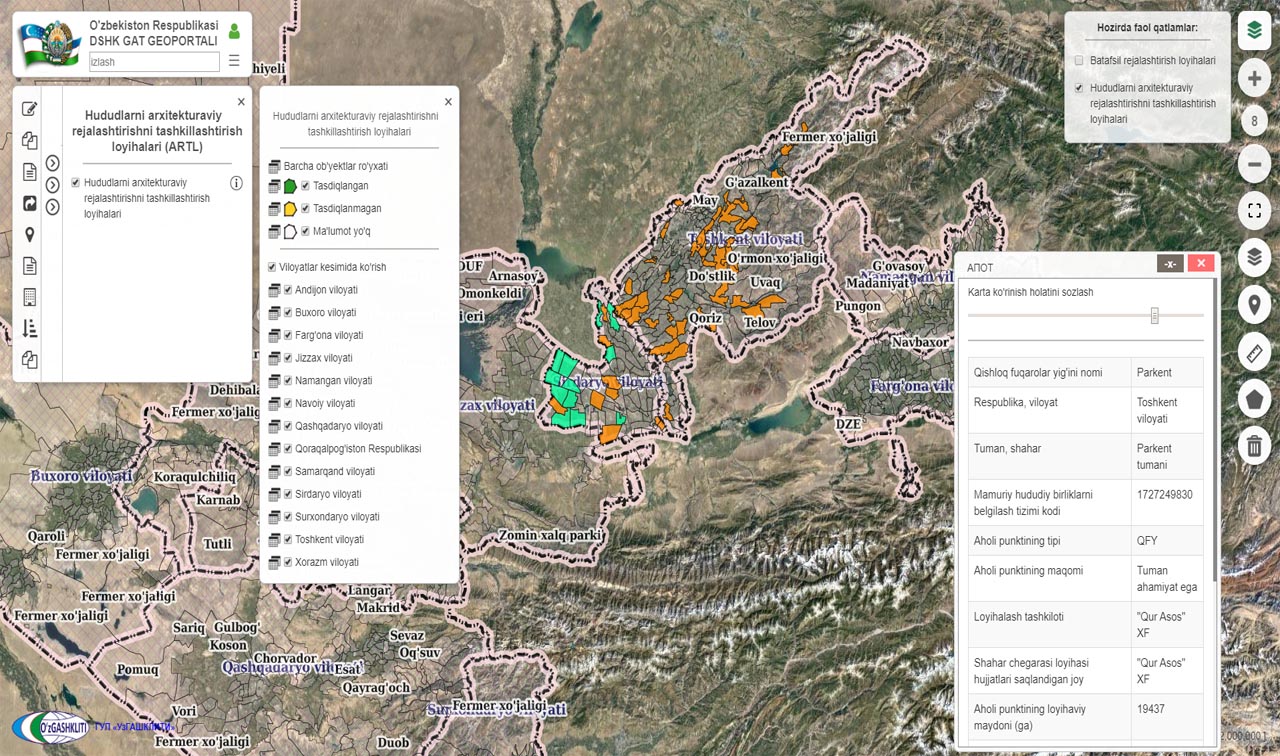 O'zbekiston Respublikasi
DSHK GAT GEOPORTALI
izlash
Hududlarni arxitekturaviy
rejalashtirishni tashkillashtirish
loyihalari (ARTL)
Hududlarni arxitekturaviy
rejalashtirishni tashkillashtirish
loyihalari
Hududlarni arxitekturaviy rejalashtirishni
tashkillashtirish loyihalari
Barcha ob'yektlar ro'yxati
Tasdiqlangan
Tasdiqlanmagan
Ma'lumot yo'q
Viloyatlar kesimida ko'rish
Andijon viloyati
Buxoro viloyati
Farg'ona viloyati
Jizzax viloyati
Namangan viloyati
Navoiy viloyati
Qashqadaryo viloyati
Qoraqalpog'iston Respublikasi
Samarqand viloyati
Sirdaryo viloyati
Surxondaryo viloyati
Toshkent viloyati
Xorazm viloyati
Hozirda faol qatlamlar:
Batafsil rejalashtirish loyihalari
Hududlarni arxitekturaviy
rejalashtirishni tashkillashtirish
loyihalari
8
АПОТ
-x-
Karta ko'rinish holatini sozlash
Qishloq fuqarolar yig'ini nomi Parkent
Respublika, viloyat Toshkent
viloyati
Tuman, shahar Parkent
tumani
Mamuriy hududiy birliklarni 1727249830
belgilash tizimi kodi
Aholi punktining tipi QFY
Aholi punktining maqomi Tuman
ahamiyat ega
Loyihalash tashkiloti "Qur Asos"
XF
Shahar chegarasi loyihasi "Qur Asos"
hujjatlari saqlandigan joy XF
Aholi punktining loyihaviy 19437
maydoni (ga)
hiyeli
Fermer xo'jaligi
G'azalkent
May
Toshkent viloyati
O'rmon xo'jaligi
Do'stlik
Uvaq
Qoriz
Telov
G'ovasoy
Namangan vil
Madaniyat
Pungon
Navbaxor
Farg'ona vilo
DZE
DUF
Arnasoy
Omonkeldi
eri
daryo viloyati
zax viloyati
Zomin xalq parki
Dehibala
Fermer xo'jalig
Buxoro viloyati
Koraqulchiliq
Karnab
Qaroli
Fermer xo'jaligi
Tutli
Fermer xo'jaligi
Fermer xo'jaligi
Langar
Makrid
Sariq
Gulbog'
Koson
Sevaz
Oq'suv
Chorvador
Qashqadaryo viloyati
Esat
Pomuq
Qayrag'och
Vori
Fermer xo'jaligi
Duob
Fermer xo'jaligi
O'zGASHKLITI
ГУП «УзГАШКЛИТИ»